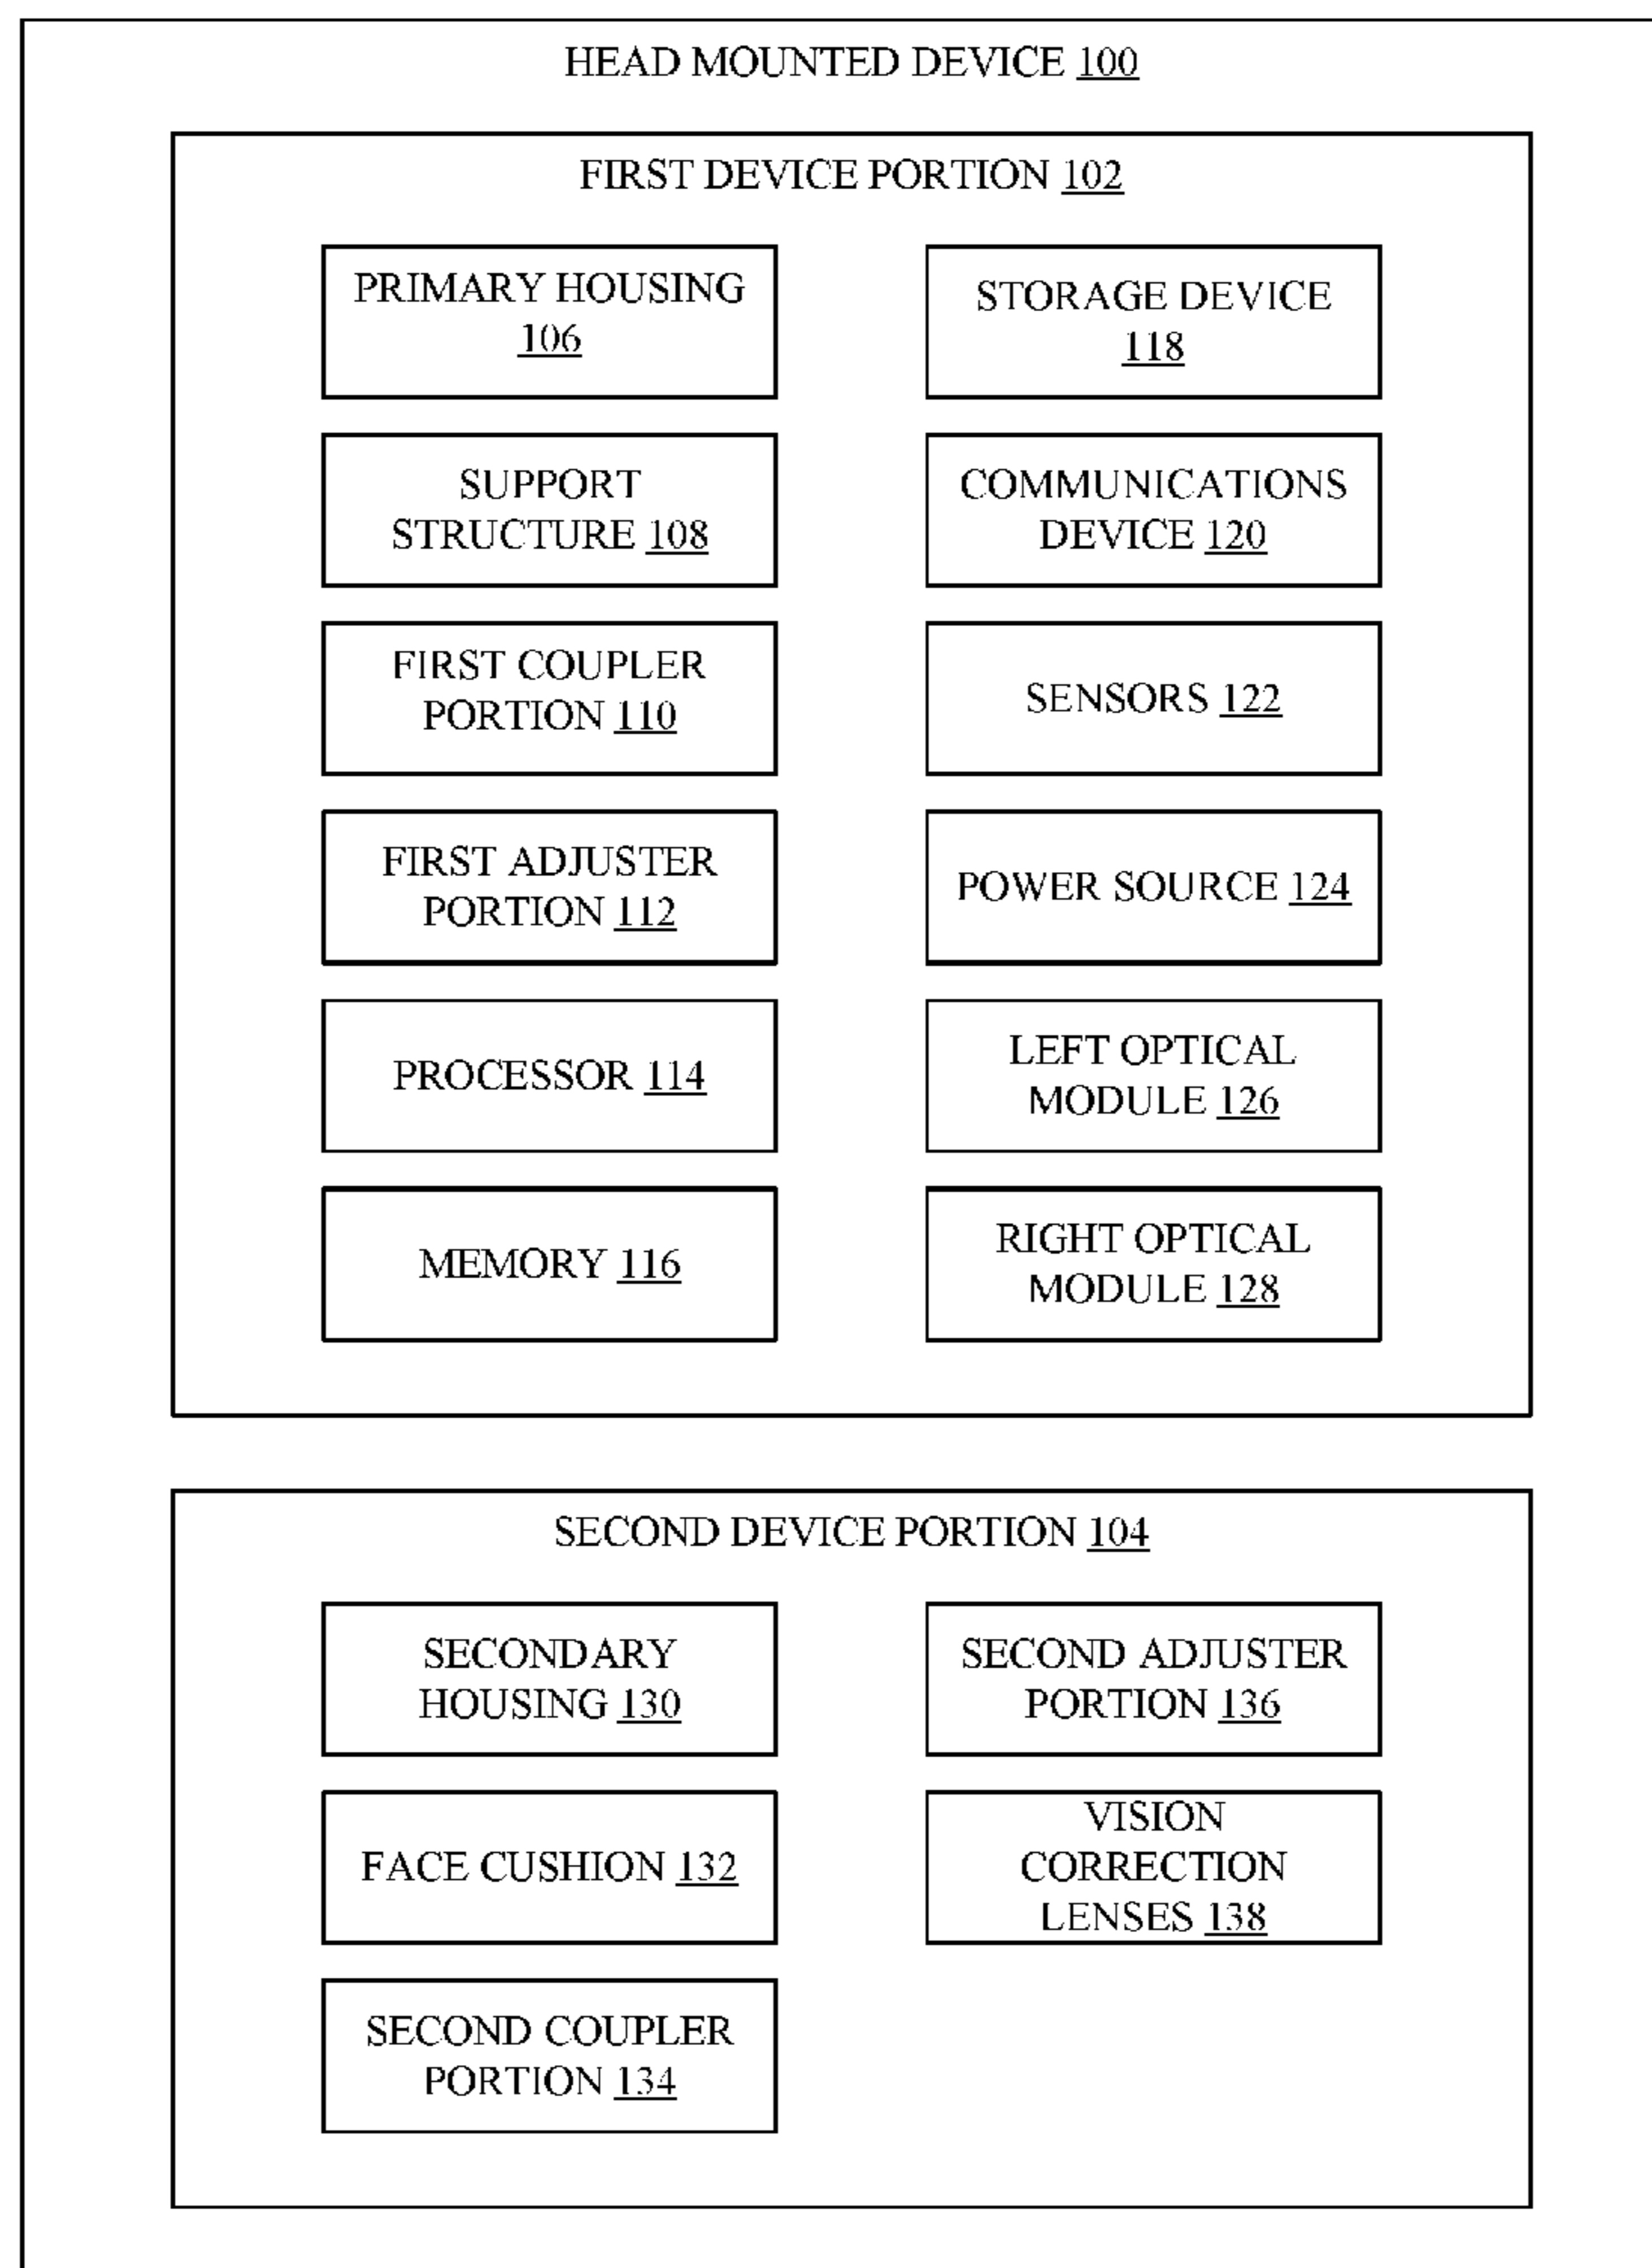 HEAD MOUNTED DEVICE 100
FIRST DEVICE PORTION 102
PRIMARY HOUSING
106
SUPPORT
STRUCTURE 108
FIRST COUPLER
PORTION 110
FIRST ADJUSTER
PORTION 112
PROCESSOR 114
MEMORY 116
STORAGE DEVICE
118
COMMUNICATIONS
DEVICE 120
SENSORS 122
POWER SOURCE 124
LEFT OPTICAL
MODULE 126
RIGHT OPTICAL
MODULE 128
SECOND DEVICE PORTION 104
SECONDARY
HOUSING 130
FACE CUSHION 132
SECOND COUPLER
PORTION 134
SECOND ADJUSTER
PORTION 136
VISION
CORRECTION
LENSES 138